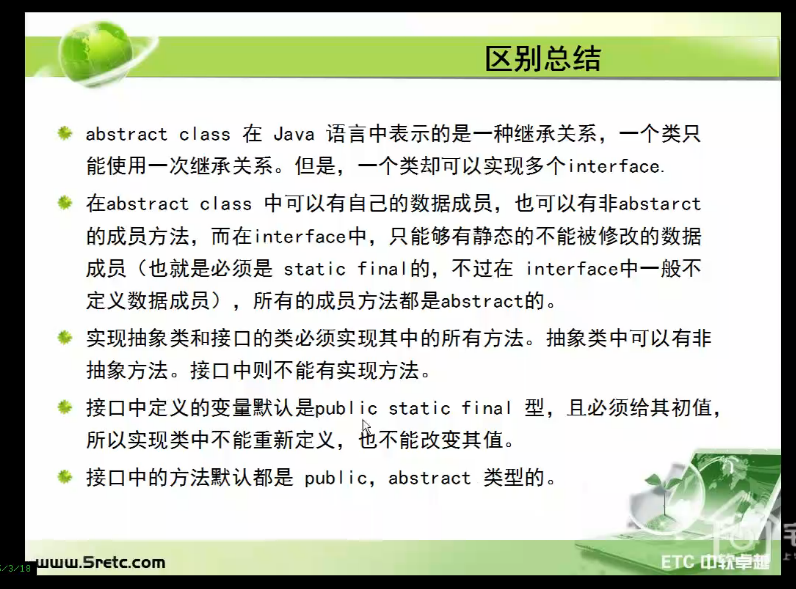 区别总结
abstract class 在 Java 语言中表示的是一种继承关系，一个类只
能使用一次继承关系。但是，一个类却可以实现多个interface.
在abstract class 中可以有自己的数据成员，也可以有非abstarct
的成员方法，而在interface中，只能够有静态的不能被修改的数据
成员（也就是必须是 static final的，不过在 interface中一般不
定义数据成员），所有的成员方法都是abstract的。
实现抽象类和接口的类必须实现其中的所有方法。抽象类中可以有非
抽象方法。接口中则不能有实现方法。
接口中定义的变量默认是public static final 型，且必须给其初值，
所以实现类中不能重新定义，也不能改变其值。
接口中的方法默认都是 public，abstract 类型的。
www.5retc.com
ETC 中软卓越